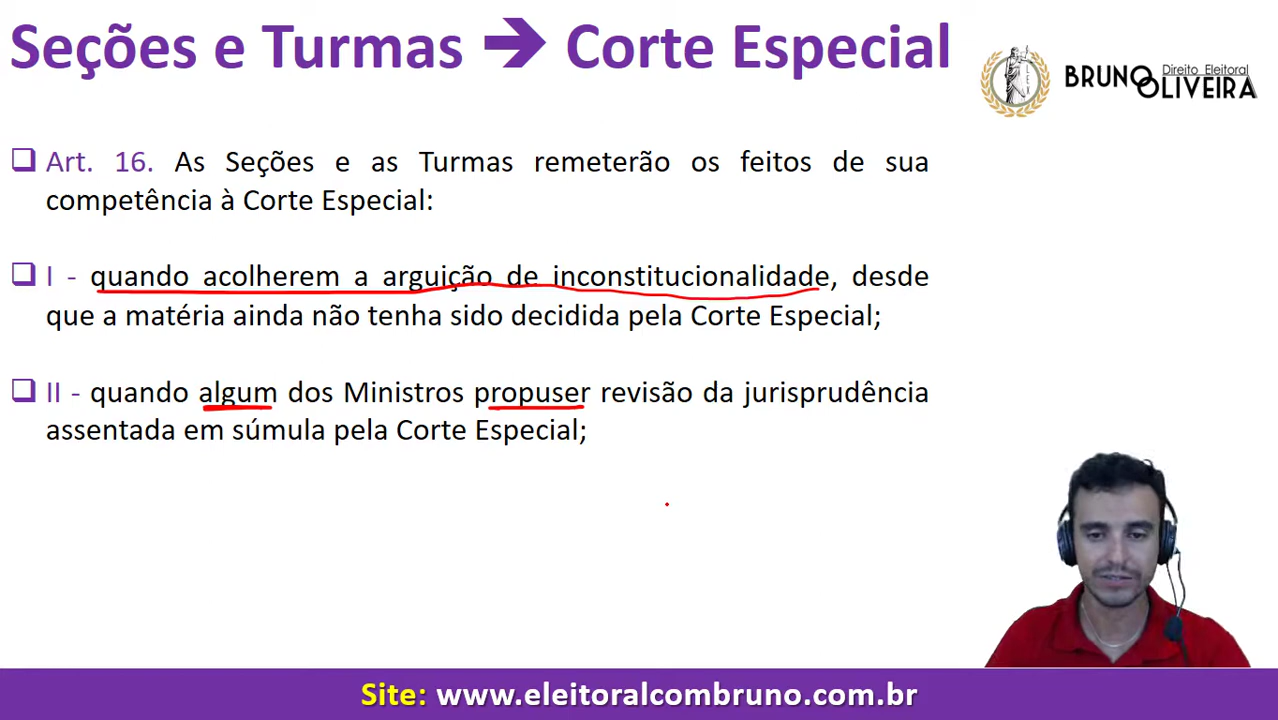 Seções e Turmas ➔ Corte Especial
BRUNO Direito Eleitoral
OLIVEIRA
Art. 16. As Seções e as Turmas remeterão os feitos de sua
competência à Corte Especial:
I - quando acolherem a arguição de inconstitucionalidade, desde
que a matéria ainda não tenha sido decidida pela Corte Especial;
II - quando algum dos Ministros propuser revisão da jurisprudência
assentada em súmula pela Corte Especial;
Site: www.eleitoralcombruno.com.br